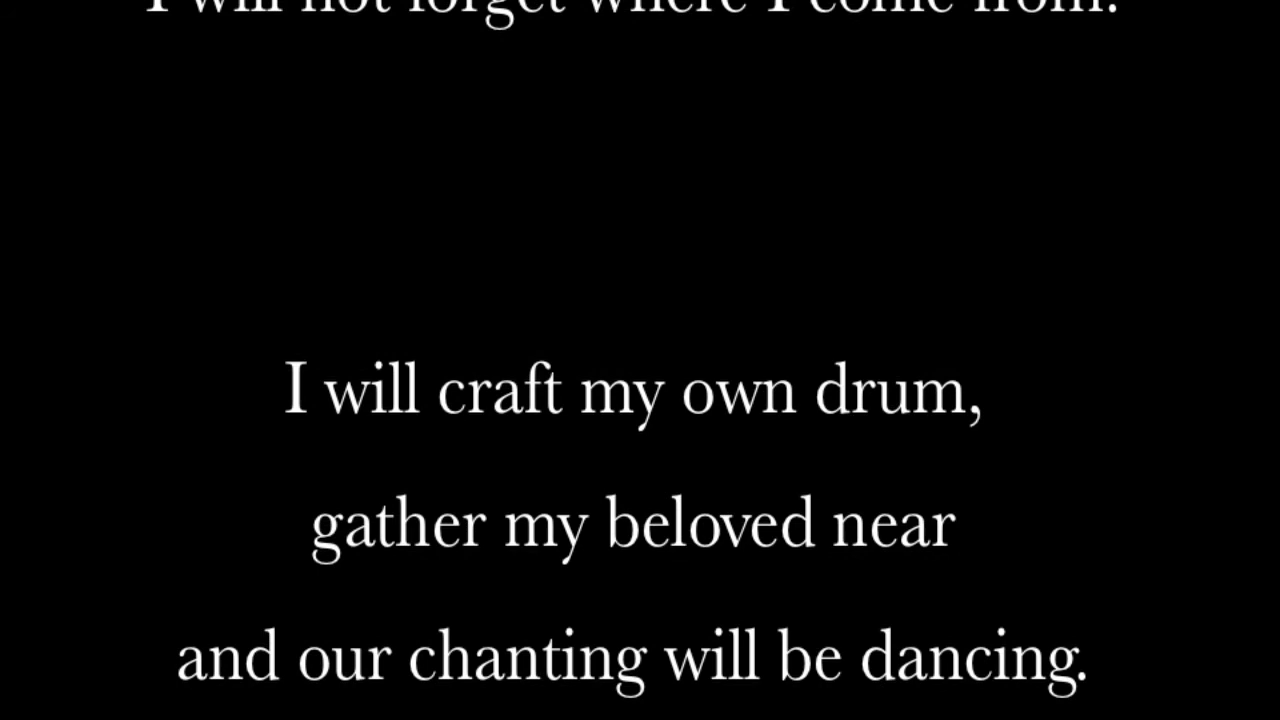 I will not forget where I come from.
I will craft my own drum,
gather my beloved near
and our chanting will be dancing.